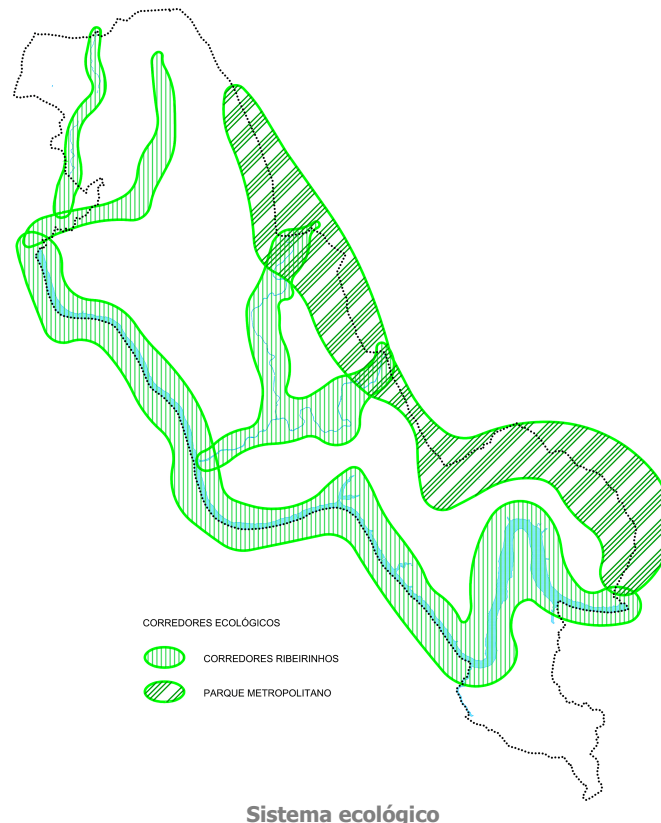 CORREDORES ECOLÓGICOS
CORREDORES RIBEIRINHOS
PARQUE METROPOLITANO
Sistema ecológico